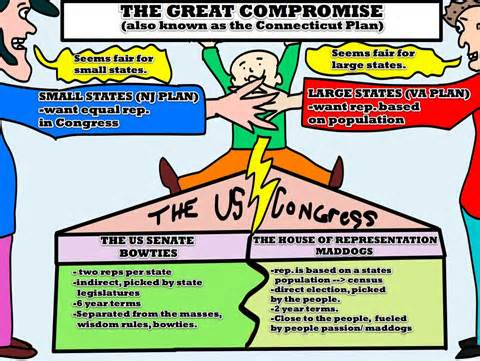 THE GREAT COMPROMISE
(also known as the Connecticut Plan)
Seems fair for
small states.
Seems fair for
large states.
SMALL STATES (NJ PLAN)
-want equal rep.
in Congress
LARGE STATES (VA PLAN)
-want rep. based
on population
THE US CONGRESS
THE US SENATE
BOWTIES
- two reps per state
-indirect, picked by state
legislatures
-6 year terms
-Separated from the masses,
wisdom rules, bowties.
THE HOUSE OF REPRESENTATION
MADDOGS
-rep. is based on a states
population --> census
-direct election, picked
by the people.
-2 year terms.
-Close to the people, fueled
by people passion/ maddogs